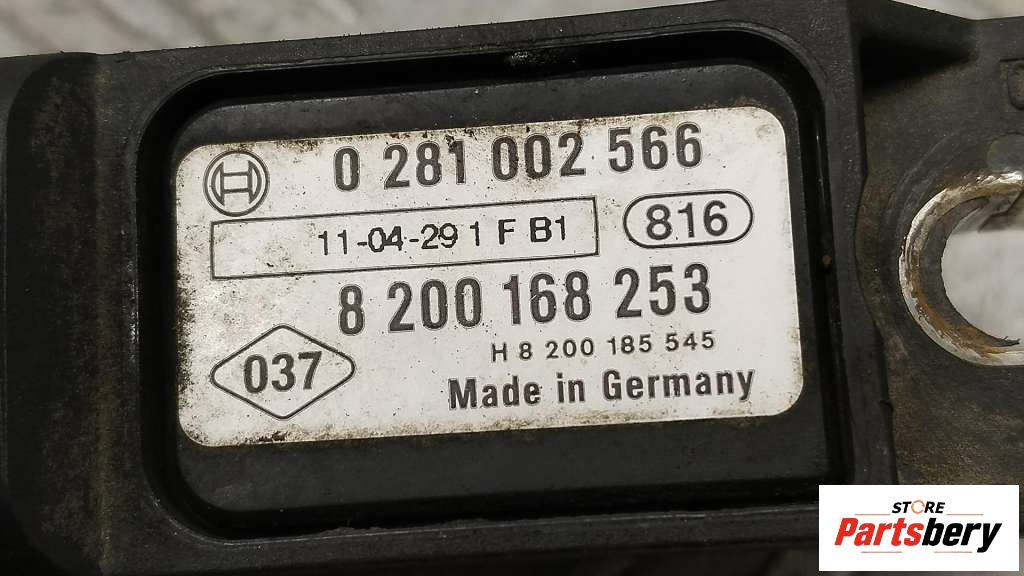 0 281 002 566
11-04-29 1 F B1
816
8 200 168 253
H 8 200 185 545
037
Made in Germany
STORE
Partsbery